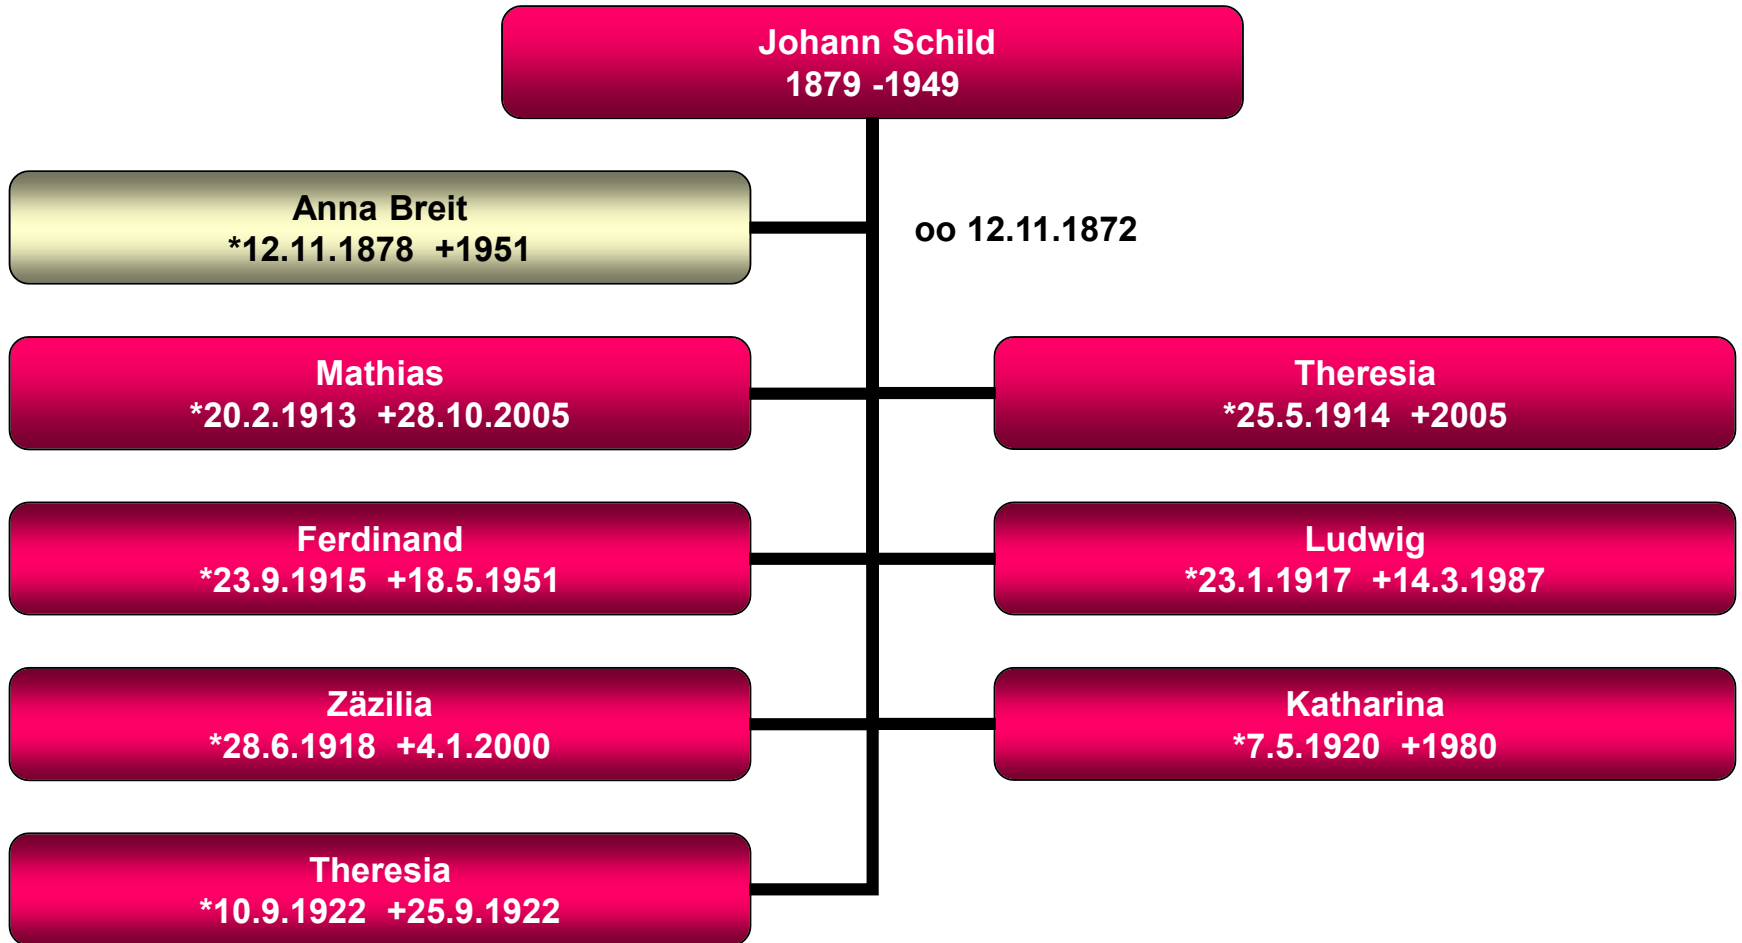 Johann Schild
1879 -1949
Anna Breit
*12.11.1878  +1951
oo 12.11.1872
Mathias
*20.2.1913  +28.10.2005
Theresia
*25.5.1914  +2005
Ferdinand
*23.9.1915  +18.5.1951
Ludwig
*23.1.1917  +14.3.1987
Zäzilia
*28.6.1918  +4.1.2000
Katharina
*7.5.1920  +1980
Theresia
*10.9.1922  +25.9.1922